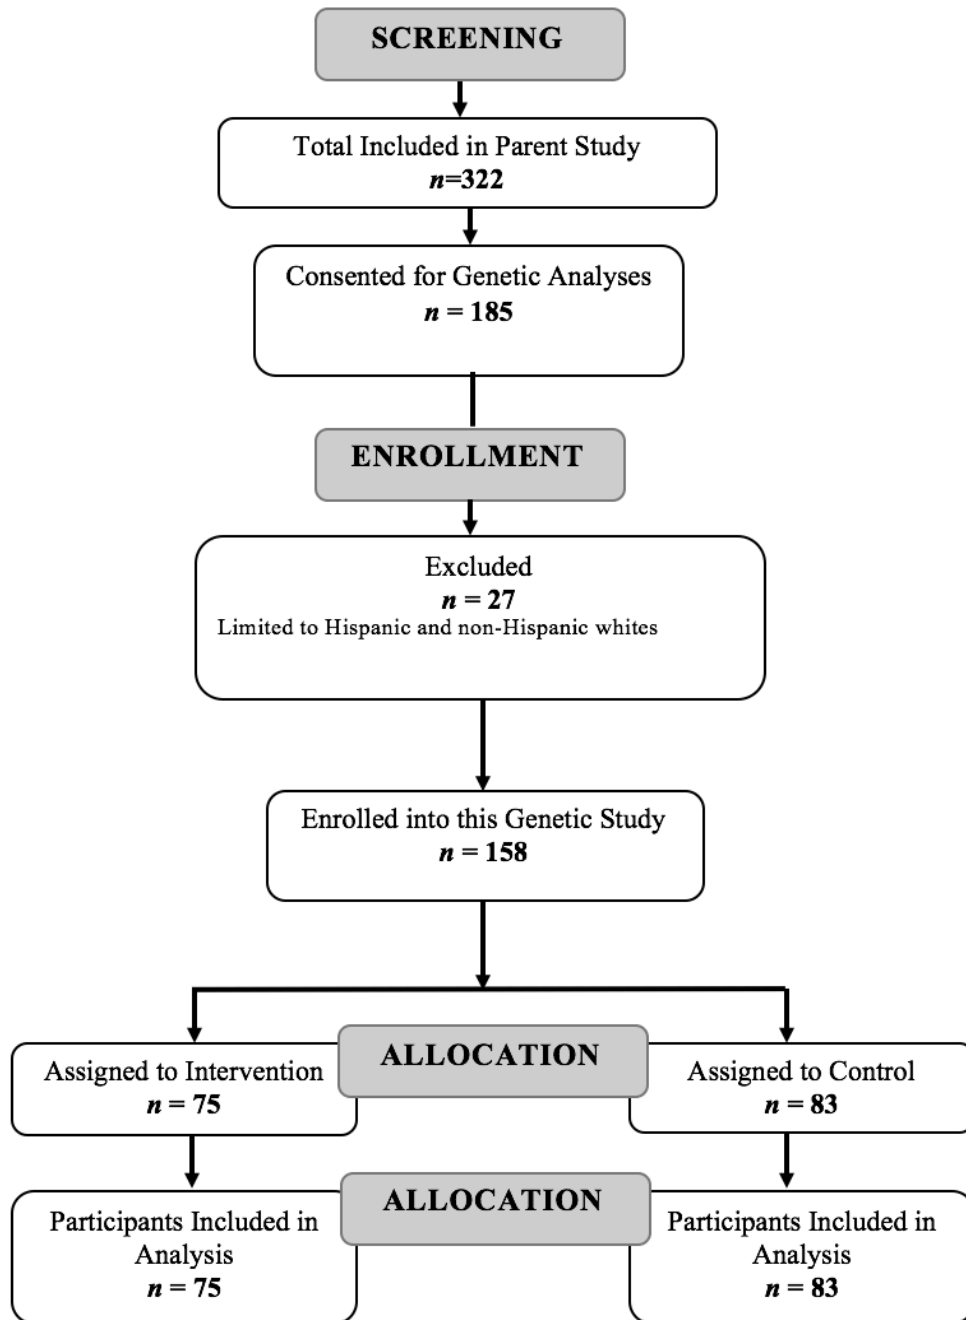 SCREENING
Total Included in Parent Study
n=322
Consented for Genetic Analyses
n = 185
ENROLLMENT
Excluded
n = 27
Limited to Hispanic and non-Hispanic whites
Enrolled into this Genetic Study
n = 158
ALLOCATION
Assigned to Intervention
n = 75
Assigned to Control
n = 83
ALLOCATION
Participants Included in
Analysis
n = 75
Participants Included in
Analysis
n = 83